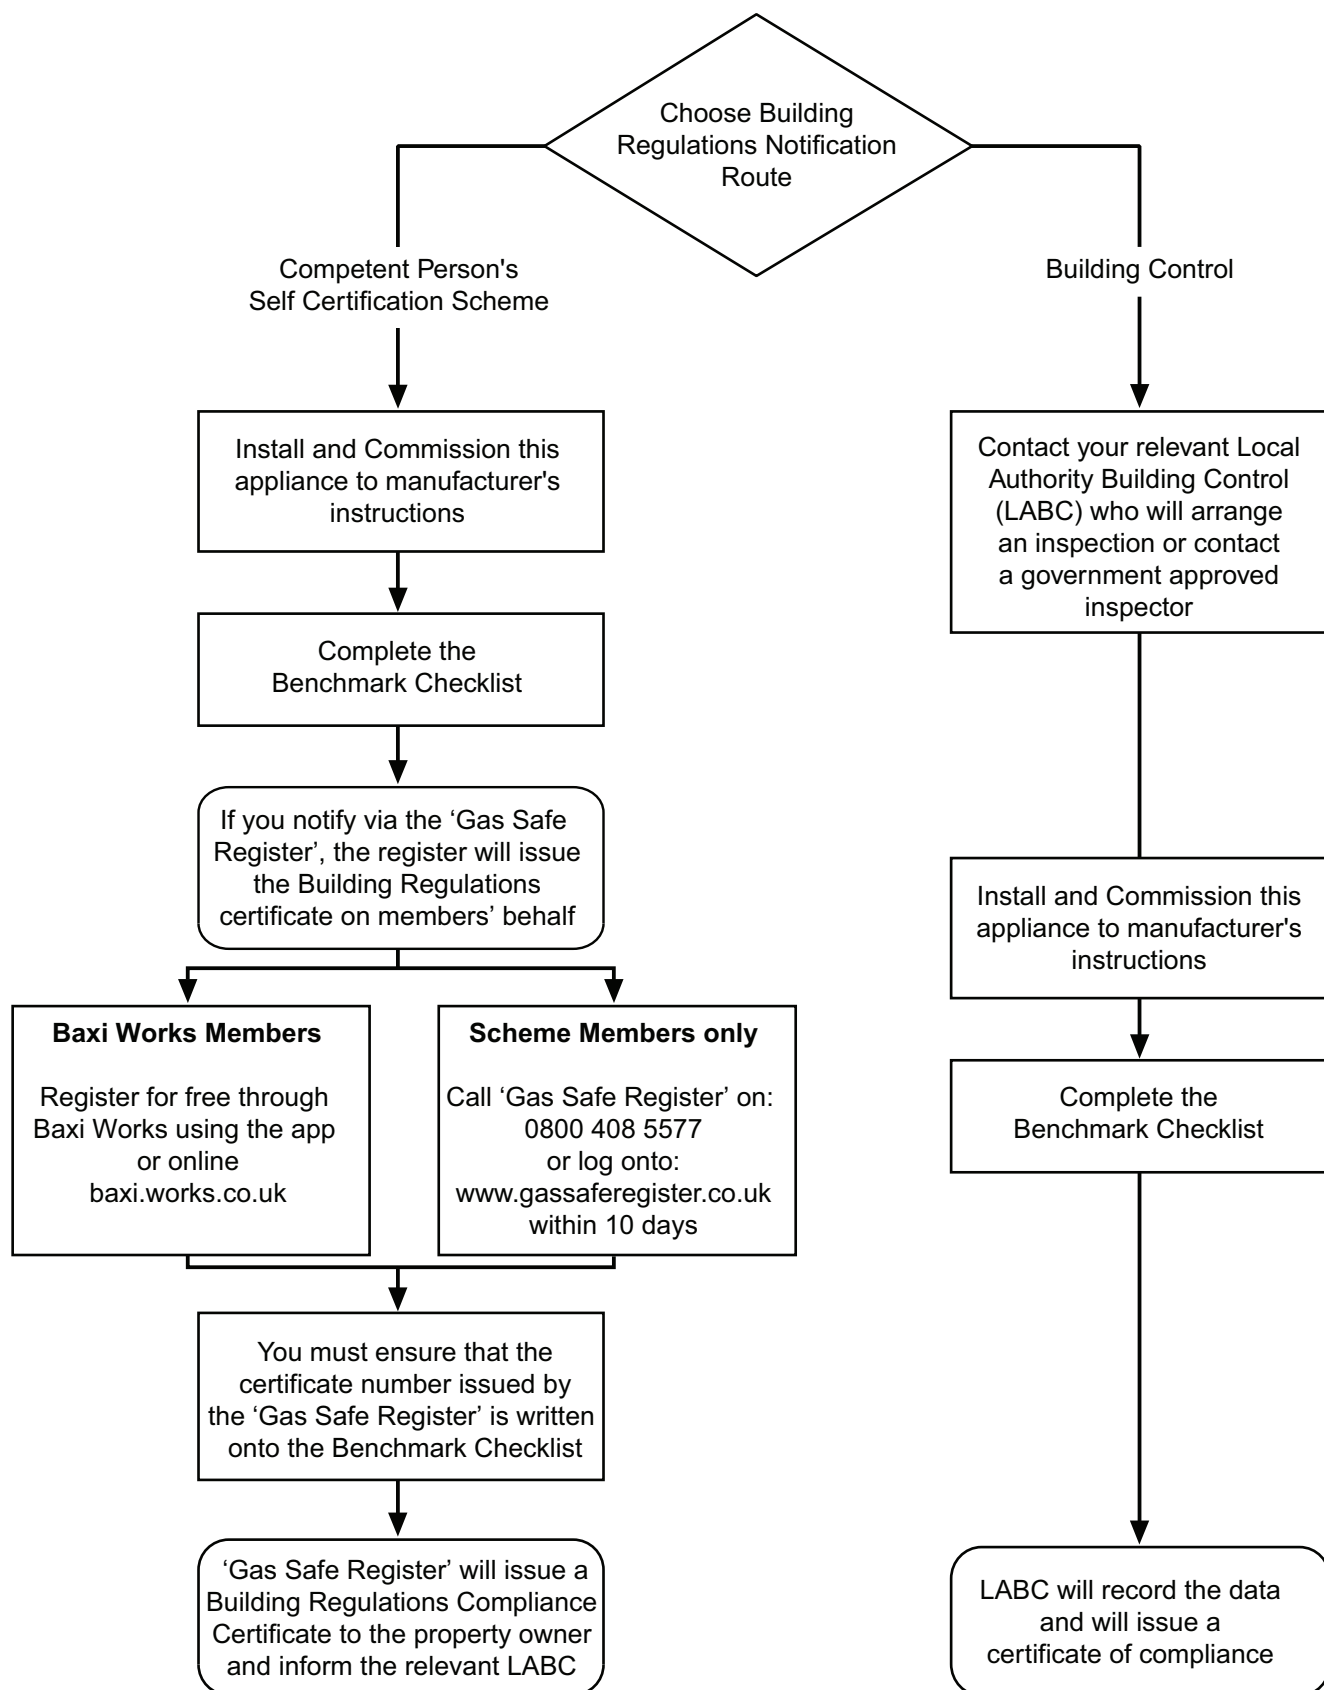 Choose Building
Regulations Notification
Route
Competent Person's
Self Certification Scheme
Building Control
Install and Commission this
appliance to manufacturer's
instructions
Contact your relevant Local
Authority Building Control
(LABC) who will arrange
an inspection or contact
a government approved
inspector
Complete the
Benchmark Checklist
If you notify via the ‘Gas Safe
Register’, the register will issue
the Building Regulations
certificate on members’ behalf
Install and Commission this
appliance to manufacturer's
instructions
Baxi Works Members
Register for free through
Baxi Works using the app
or online
baxi.works.co.uk
Scheme Members only
Call ‘Gas Safe Register’ on:
0800 408 5577
or log onto:
www.gassaferegister.co.uk
within 10 days
Complete the
Benchmark Checklist
You must ensure that the
certificate number issued by
the ‘Gas Safe Register’ is written
onto the Benchmark Checklist
‘Gas Safe Register’ will issue a
Building Regulations Compliance
Certificate to the property owner
and inform the relevant LABC
LABC will record the data
and will issue a
certificate of compliance